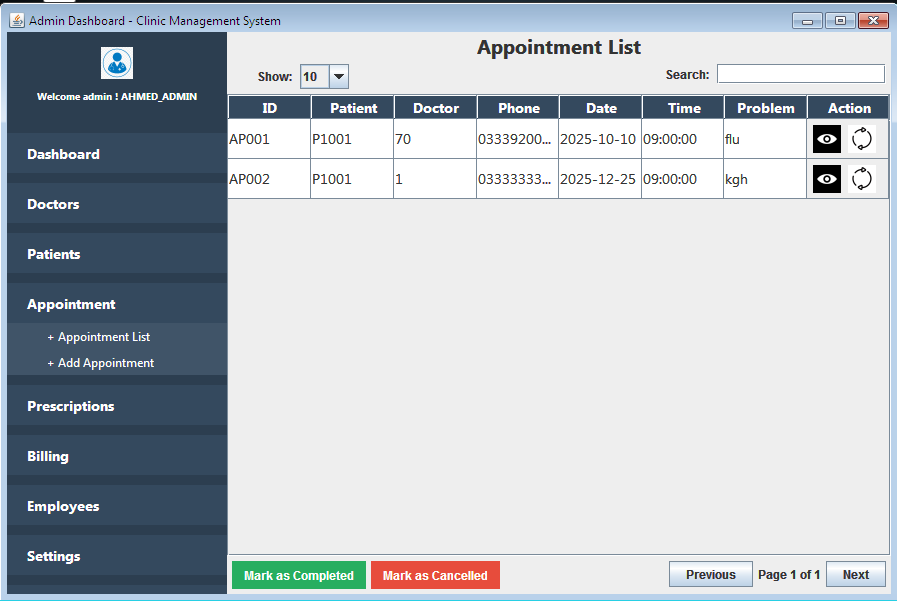 Admin Dashboard - Clinic Management System
Welcome admin ! AHMED_ADMIN
Dashboard
Doctors
Patients
Appointment
+ Appointment List
+ Add Appointment
Prescriptions
Billing
Employees
Settings
Appointment List
Show: 10
Search:
ID Patient Doctor Phone Date Time Problem Action
AP001 P1001 70 03339200... 2025-10-10 09:00:00 flu
AP002 P1001 1 03333333... 2025-12-25 09:00:00 kgh
Mark as Completed Mark as Cancelled Previous Page 1 of 1 Next